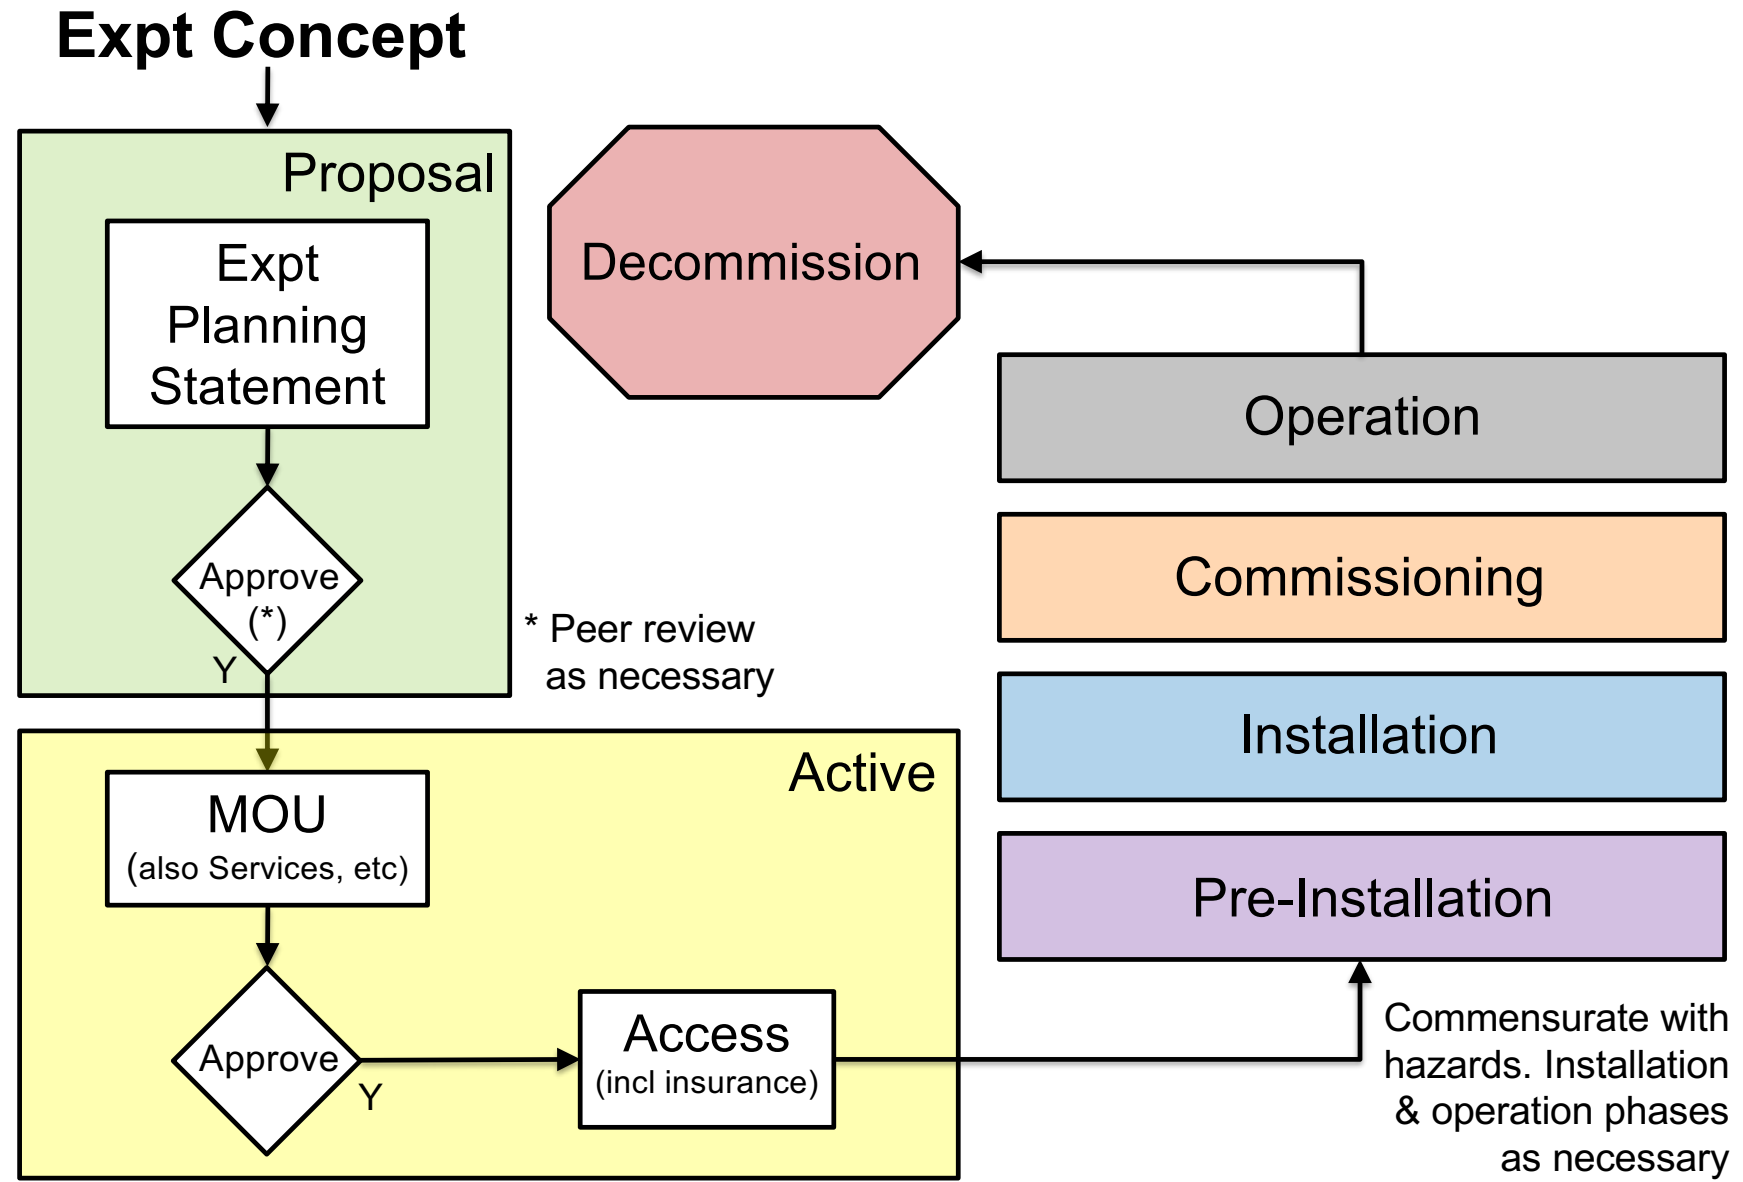 Expt Concept
Proposal
Expt
Planning
Statement
Approve
(*)
Y
* Peer review
as necessary
Active
MOU
(also Services, etc)
Approve
Y
Access
(incl insurance)
Decommission
Operation
Commissioning
Installation
Pre-Installation
Commensurate with
hazards. Installation
& operation phases
as necessary